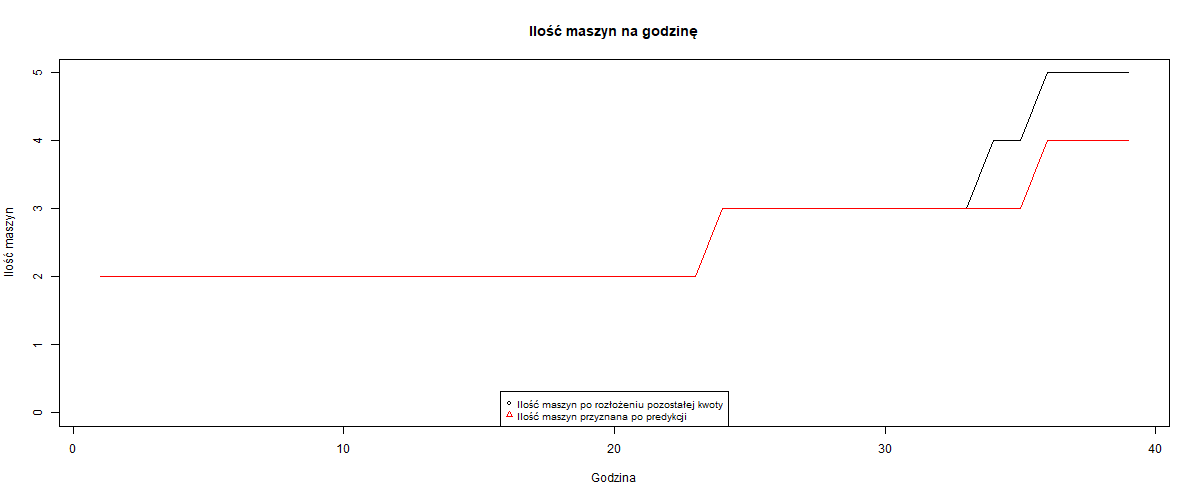 Ilość maszyn na godzinę
Ilość maszyn
5
4
3
2
1
0
Ilość maszyn po rozłożeniu pozostałej kwoty
Ilość maszyn przyznana po predykcji
0 10 20 30 40
Godzina